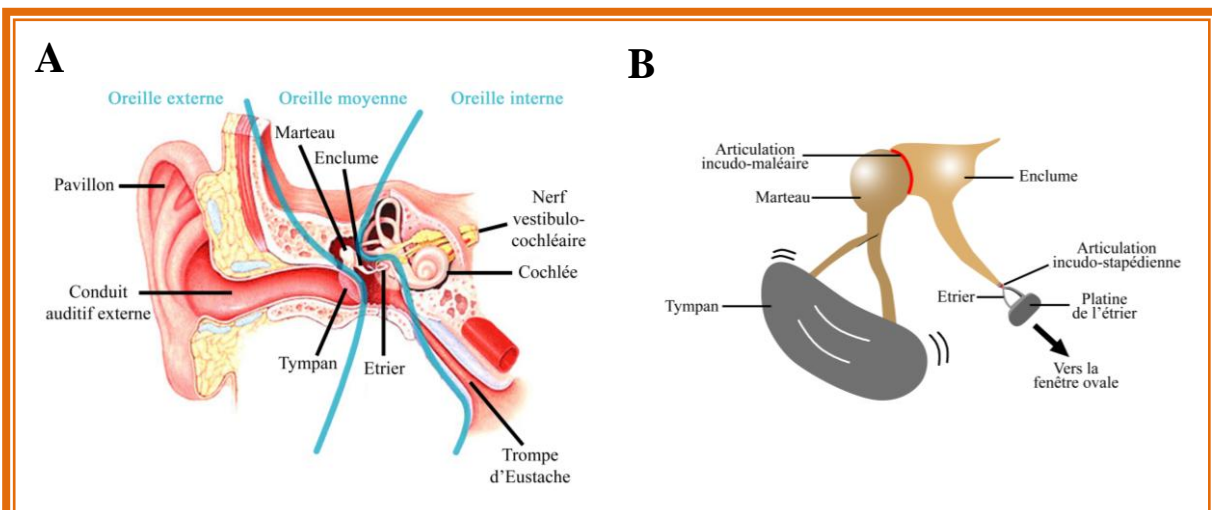 A
Oreille externe
Oreille moyenne
Oreille interne
Marteau
Enclume
Pavillon
Nerf
vestibulo-
cochléaire
Cochlée
Conduit
auditif externe
Tympan
Etrier
Trompe
d'Eustache
B
Articulation
incudo-maléaire
Marteau
Enclume
Articulation
incudo-stapédienne
Etrier
Platine
de l'étrier
Tympan
Vers la
fenêtre ovale